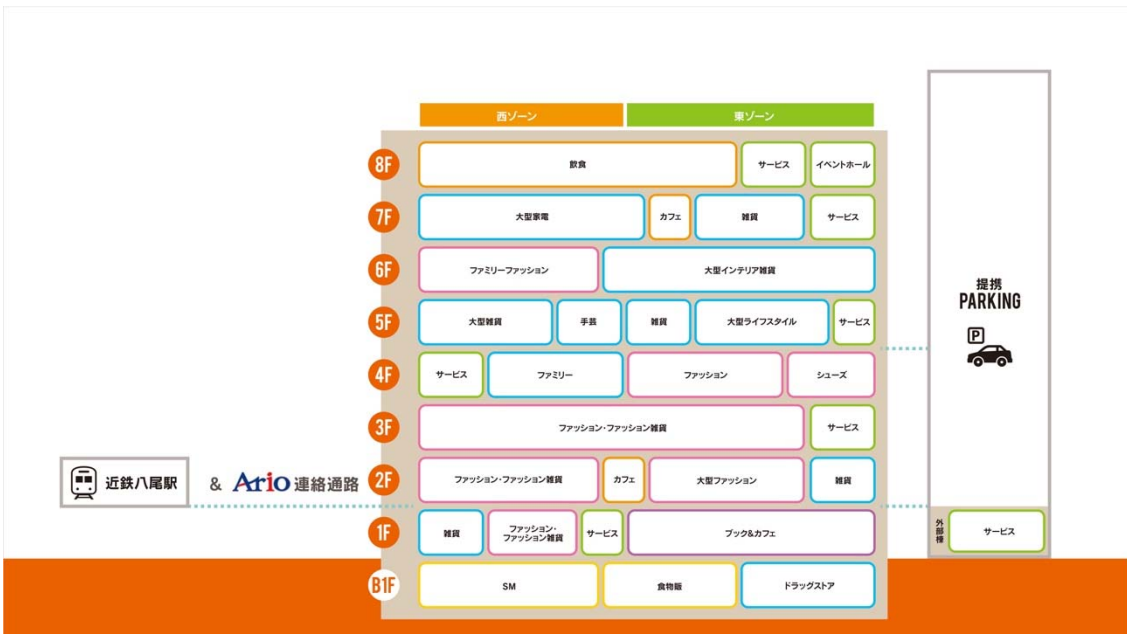 西ゾーン 東ゾーン
8F 飲食 サービス イベントホール
7F 大型家電 カフェ 雑貨 サービス
6F ファミリーファッション 大型インテリア雑貨
提携
PARKING
P
5F 大型雑貨 手芸 雑貨 大型ライフスタイル サービス
4F サービス ファミリー ファッション シューズ
3F ファッション・ファッション雑貨 サービス
近鉄八尾駅 & Ario 連絡通路
2F ファッション・ファッション雑貨 カフェ 大型ファッション 雑貨
1F 雑貨 ファッション・
ファッション雑貨 サービス ブック&カフェ
外部棟 サービス
B1F SM 食物販 ドラッグストア